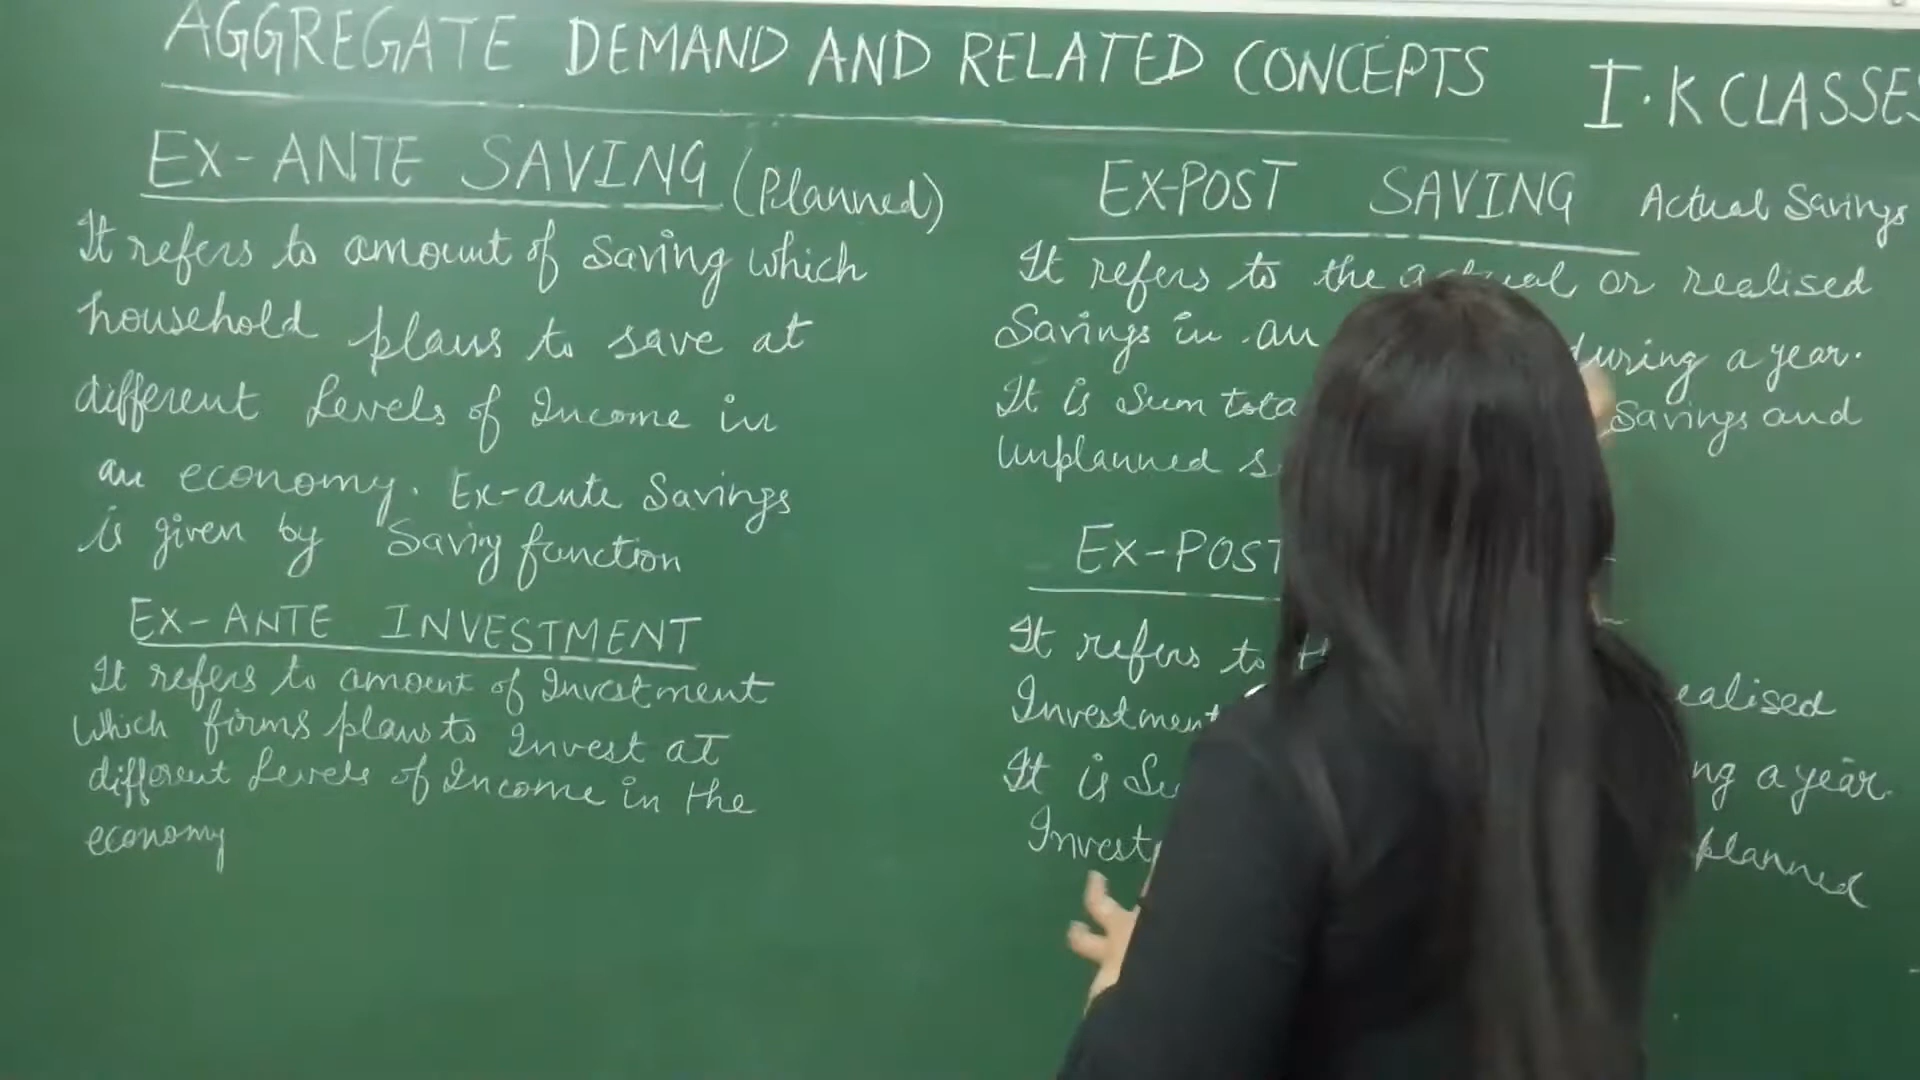 AGGREGATE DEMAND AND RELATED CONCEPTS
I.K CLASSES
EX-ANTE SAVING (Planned)
It refers to amount of saving which
household plans to save at
different levels of Income in
an economy. Ex-ante Savings
is given by Saving function
EX-ANTE INVESTMENT
It refers to amount of Investment
which firms plans to Invest at
different levels of Income in the
economy
EX-POST SAVING Actual Savings
It refers to the actual or realised
Savings in an during a year.
It is Sum tota Savings and
Unplanned s
EX-POST
It refers to realised
Investment
It is ng a year.
Invest planned